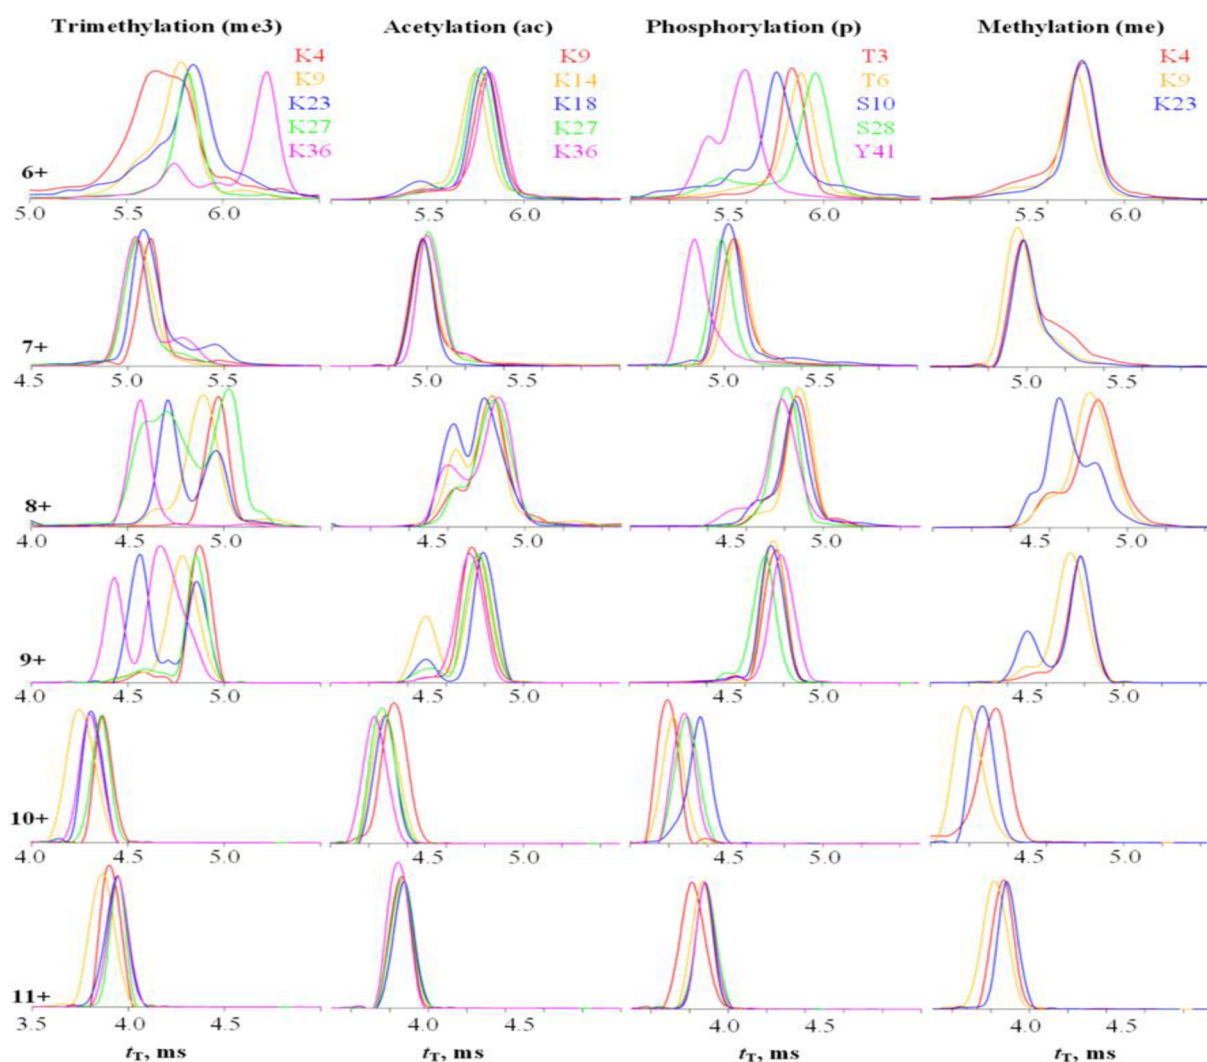 Trimethylation (me3) Acetylation (ac) Phosphorylation (p) Methylation (me)
K4 K9 T3 K4
K9 K14 T6 K9
K23 K18 S10 K23
K27 K27 S28
K36 K36 Y41
6+
5.0 5.5 6.0 5.5 6.0 5.5 6.0 5.5 6.0
7+
4.5 5.0 5.5 5.0 5.5 5.0 5.5 5.0 5.5
8+
4.0 4.5 5.0 4.5 5.0 4.5 5.0 4.5 5.0
9+
4.0 4.5 5.0 4.5 5.0 4.5 5.0 4.5 5.0
10+
4.0 4.5 5.0 4.5 5.0 4.5 5.0 4.5 5.0
11+
3.5 4.0 4.5 4.0 4.5 4.0 4.5 4.0 4.5
tT, ms tT, ms tT, ms tT, ms